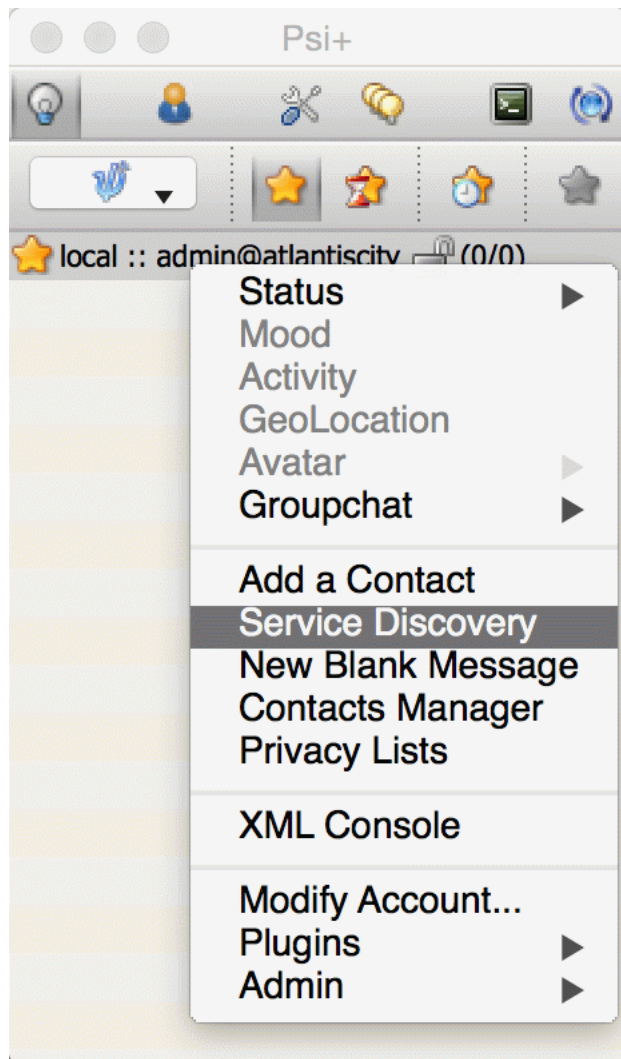 Psi+
local :: admin@atlantiscity (0/0)
Status
Mood
Activity
GeoLocation
Avatar
Groupchat
Add a Contact
Service Discovery
New Blank Message
Contacts Manager
Privacy Lists
XML Console
Modify Account...
Plugins
Admin